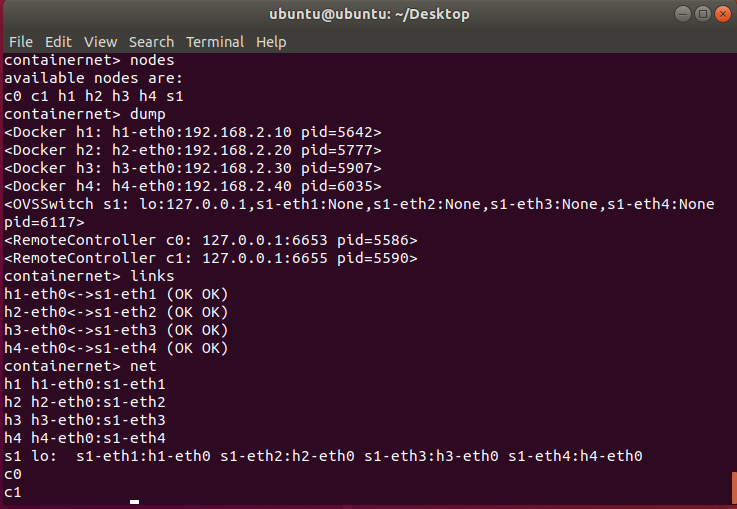 ubuntu@ubuntu: ~/Desktop
File Edit View Search Terminal Help
containernet> nodes
available nodes are:
c0 c1 h1 h2 h3 h4 s1
containernet> dump
<Docker h1: h1-eth0:192.168.2.10 pid=5642>
<Docker h2: h2-eth0:192.168.2.20 pid=5777>
<Docker h3: h3-eth0:192.168.2.30 pid=5907>
<Docker h4: h4-eth0:192.168.2.40 pid=6035>
<OVSSwitch s1: lo:127.0.0.1,s1-eth1:None,s1-eth2:None,s1-eth3:None,s1-eth4:None
pid=6117>
<RemoteController c0: 127.0.0.1:6653 pid=5586>
<RemoteController c1: 127.0.0.1:6655 pid=5590>
containernet> links
h1-eth0<->s1-eth1 (OK OK)
h2-eth0<->s1-eth2 (OK OK)
h3-eth0<->s1-eth3 (OK OK)
h4-eth0<->s1-eth4 (OK OK)
containernet> net
h1 h1-eth0:s1-eth1
h2 h2-eth0:s1-eth2
h3 h3-eth0:s1-eth3
h4 h4-eth0:s1-eth4
s1 lo:  s1-eth1:h1-eth0 s1-eth2:h2-eth0 s1-eth3:h3-eth0 s1-eth4:h4-eth0
c0
c1